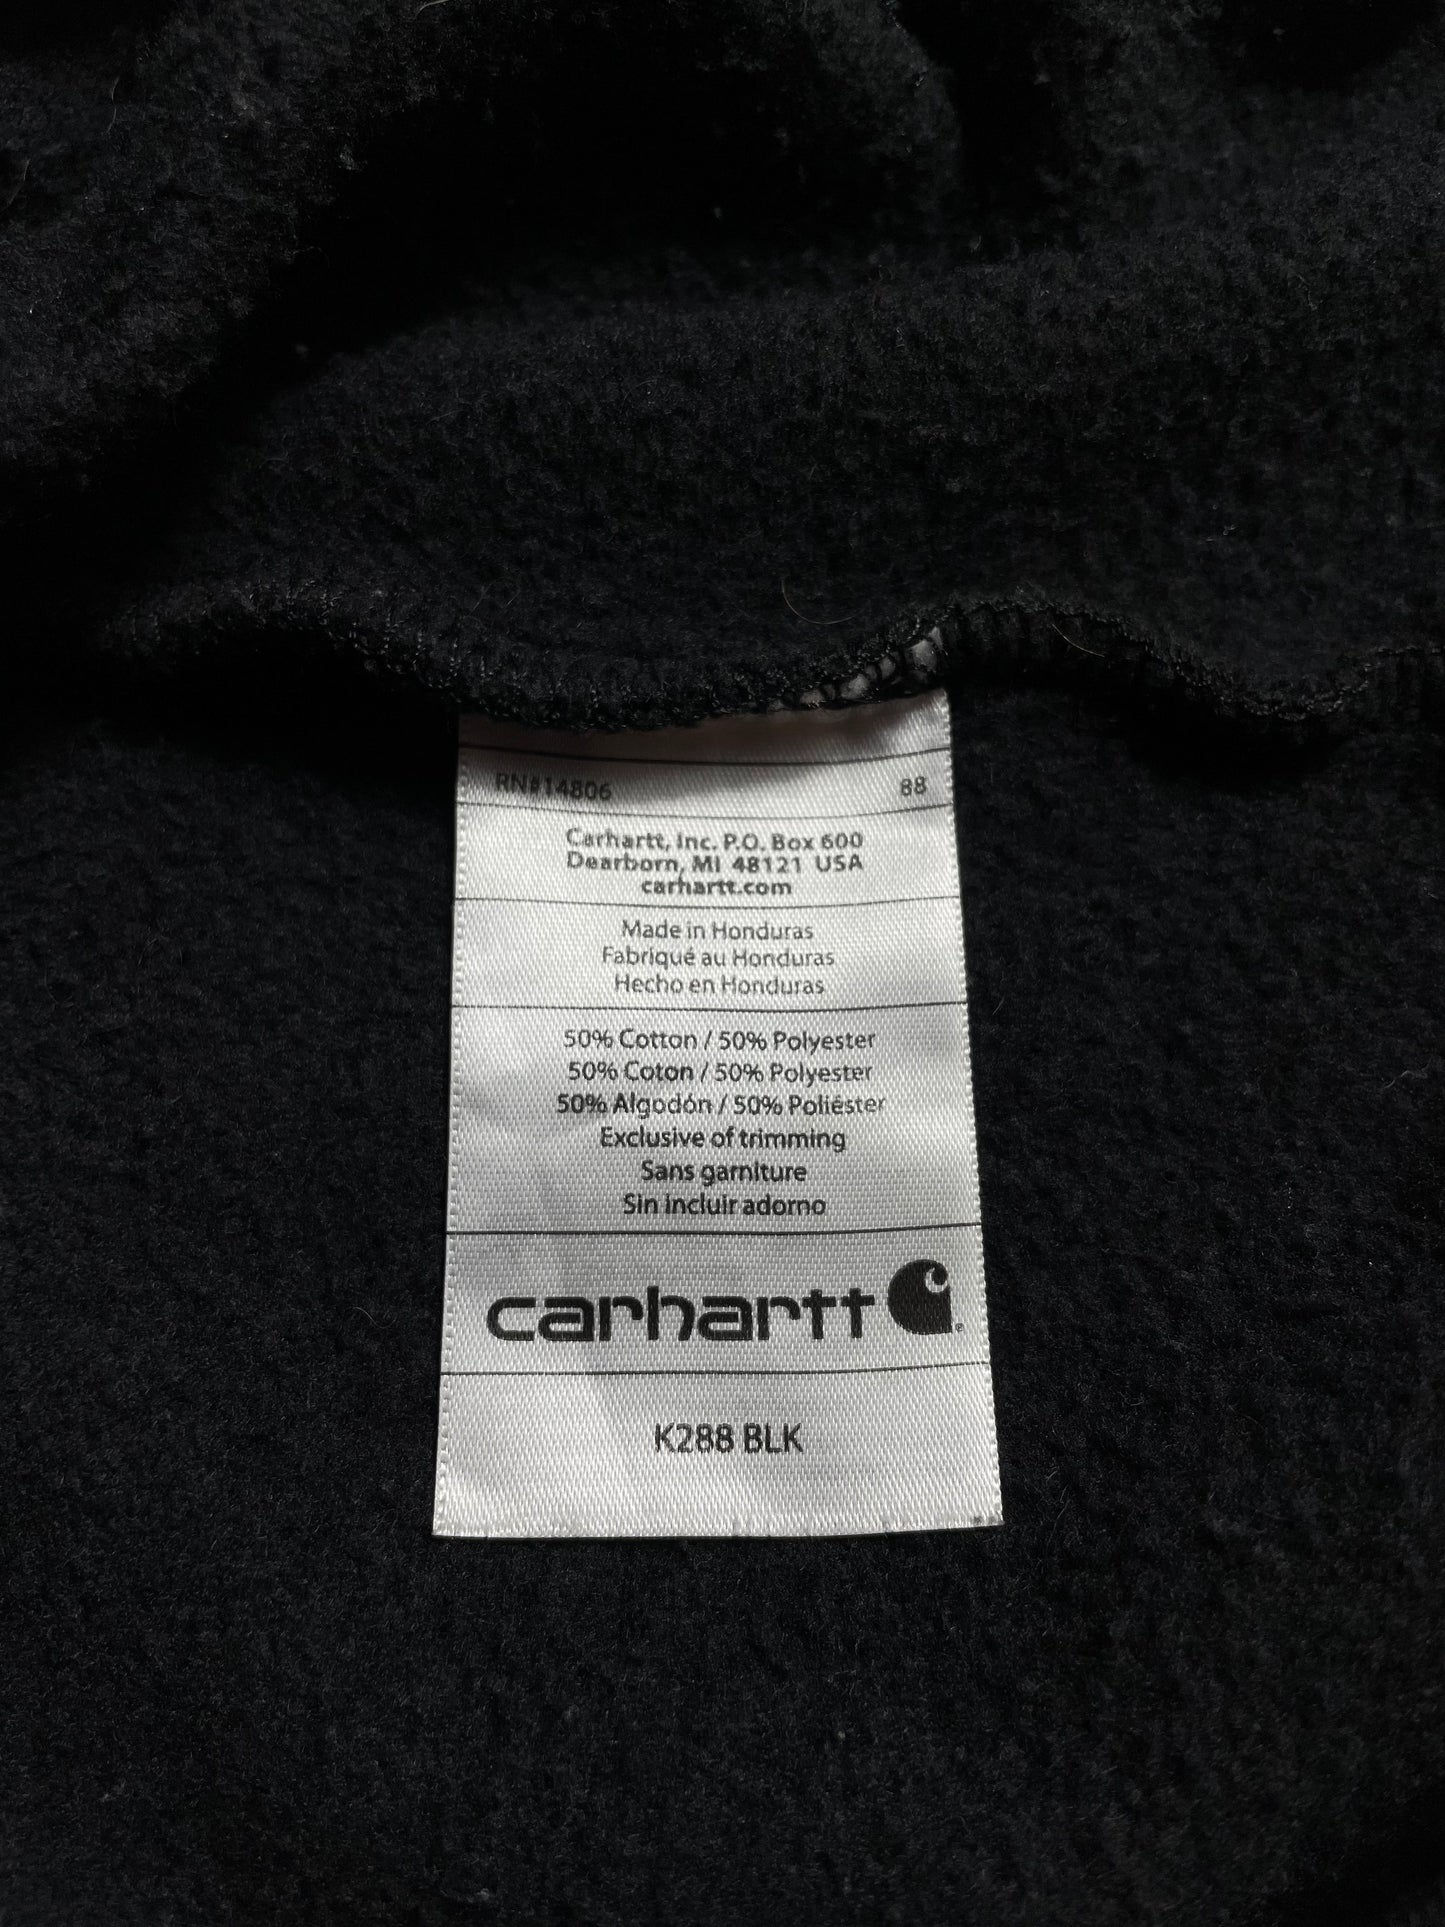 RN#14806 88
Carhartt, Inc. P.O. Box 600
Dearborn, MI 48121 USA
carhartt.com
Made in Honduras
Fabriqué au Honduras
Hecho en Honduras
50% Cotton / 50% Polyester
50% Coton / 50% Polyester
50% Algodón / 50% Poliéster
Exclusive of trimming
Sans garniture
Sin incluir adorno
carhartt
K288 BLK